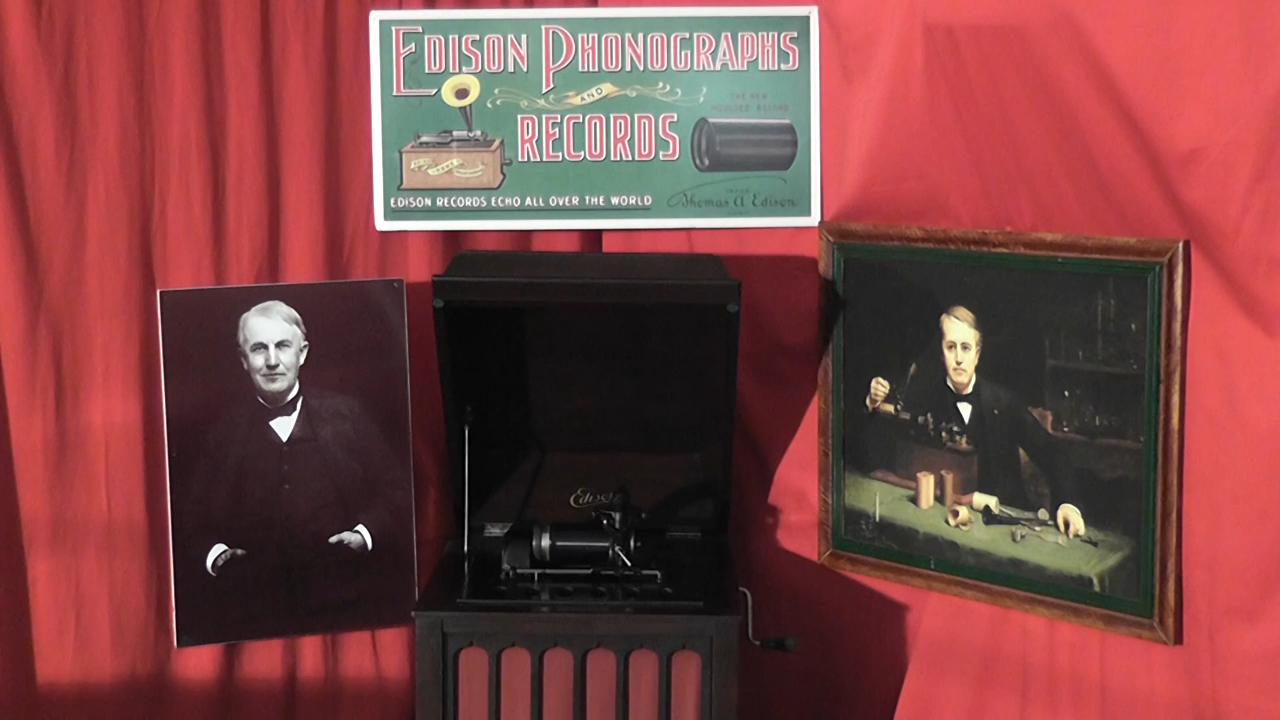 EDISON PHONOGRAPHS
AND
RECORDS
THE NEW
MOULDED RECORD
EDISON RECORDS ECHO ALL OVER THE WORLD
Thomas A Edison
Edison